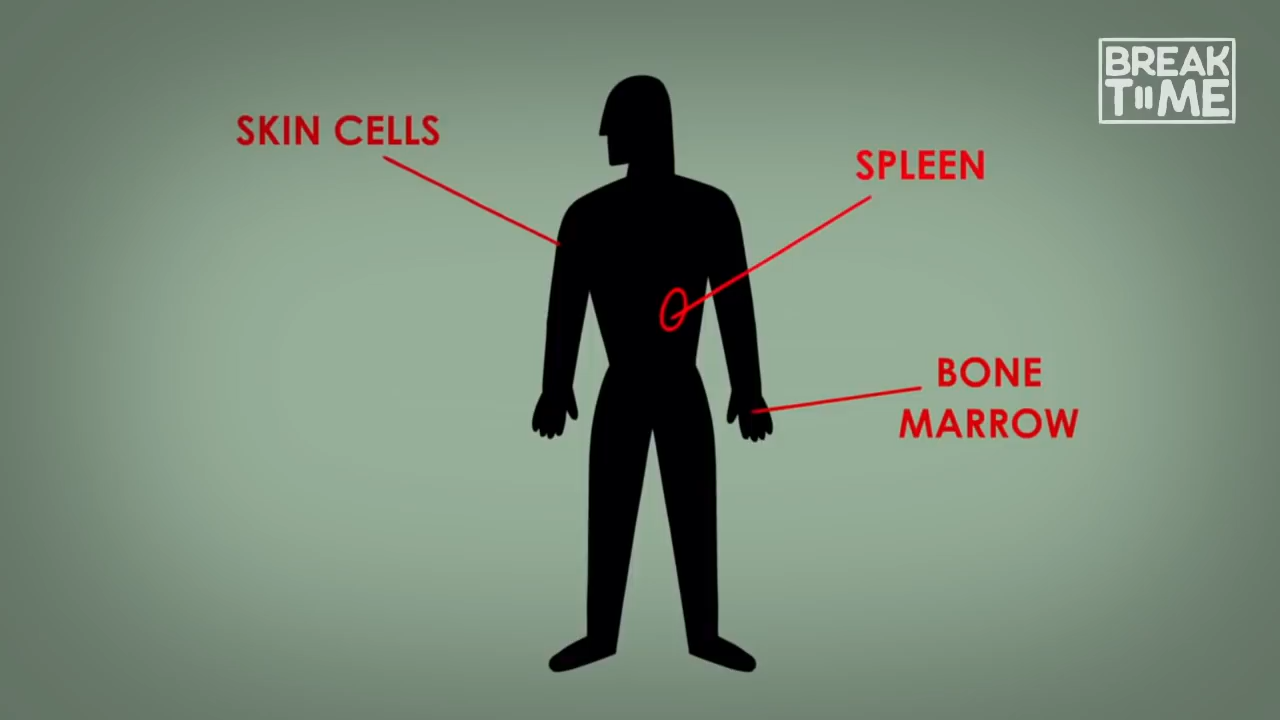 BREAK
TIME
SKIN CELLS
SPLEEN
BONE
MARROW